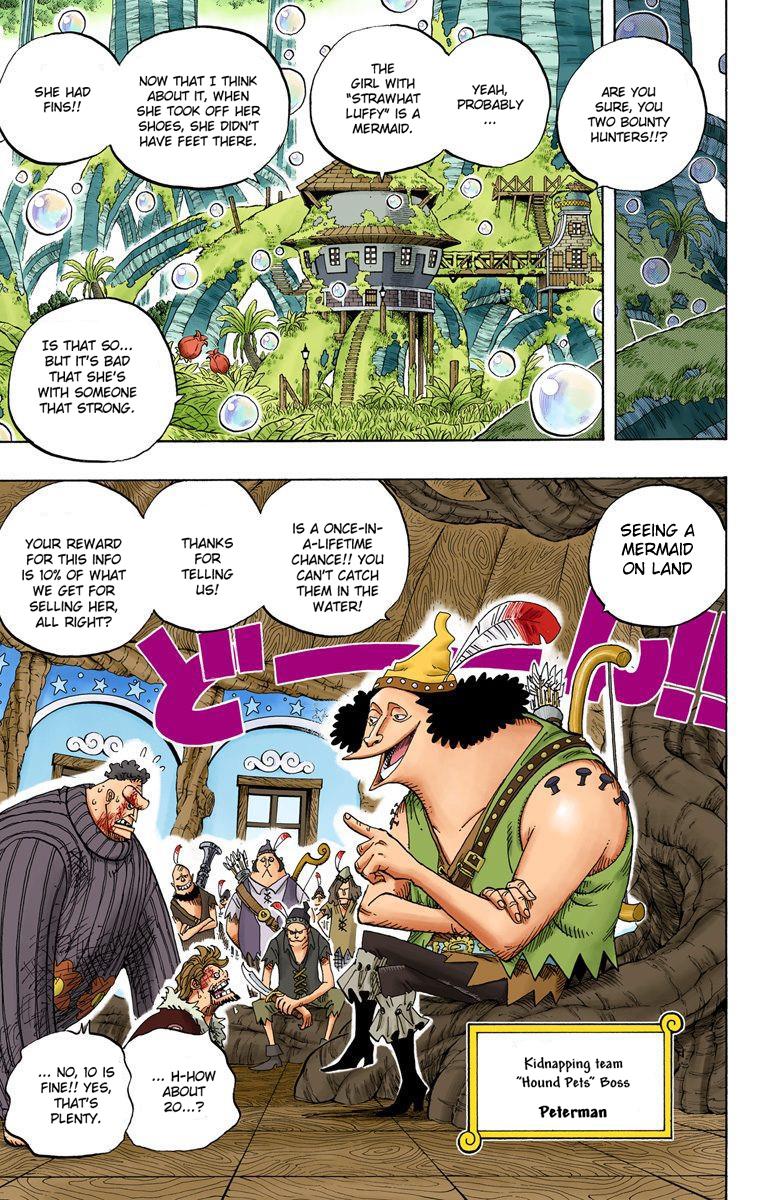 ARE YOU
SURE, YOU
TWO BOUNTY
HUNTERS!!?
YEAH,
PROBABLY
...
THE
GIRL WITH
"STRAWHAT
LUFFY" IS A
MERMAID.
NOW THAT I THINK
ABOUT IT, WHEN
SHE TOOK OFF HER
SHOES, SHE DIDN'T
HAVE FEET THERE.
SHE HAD
FINS!!
IS THAT SO...
BUT IT'S BAD
THAT SHE'S
WITH SOMEONE
THAT STRONG.
SEEING A
MERMAID
ON LAND
IS A ONCE-IN-
A-LIFETIME
CHANCE!! YOU
CAN'T CATCH
THEM IN THE
WATER!
THANKS
FOR
TELLING
US!
YOUR REWARD
FOR THIS INFO
IS 10% OF WHAT
WE GET FOR
SELLING HER,
ALL RIGHT?
どーーん!!
... H-HOW
ABOUT
20...?
... NO, 10 IS
FINE!! YES,
THAT'S
PLENTY.
Kidnapping team
"Hound Pets" Boss
Peterman